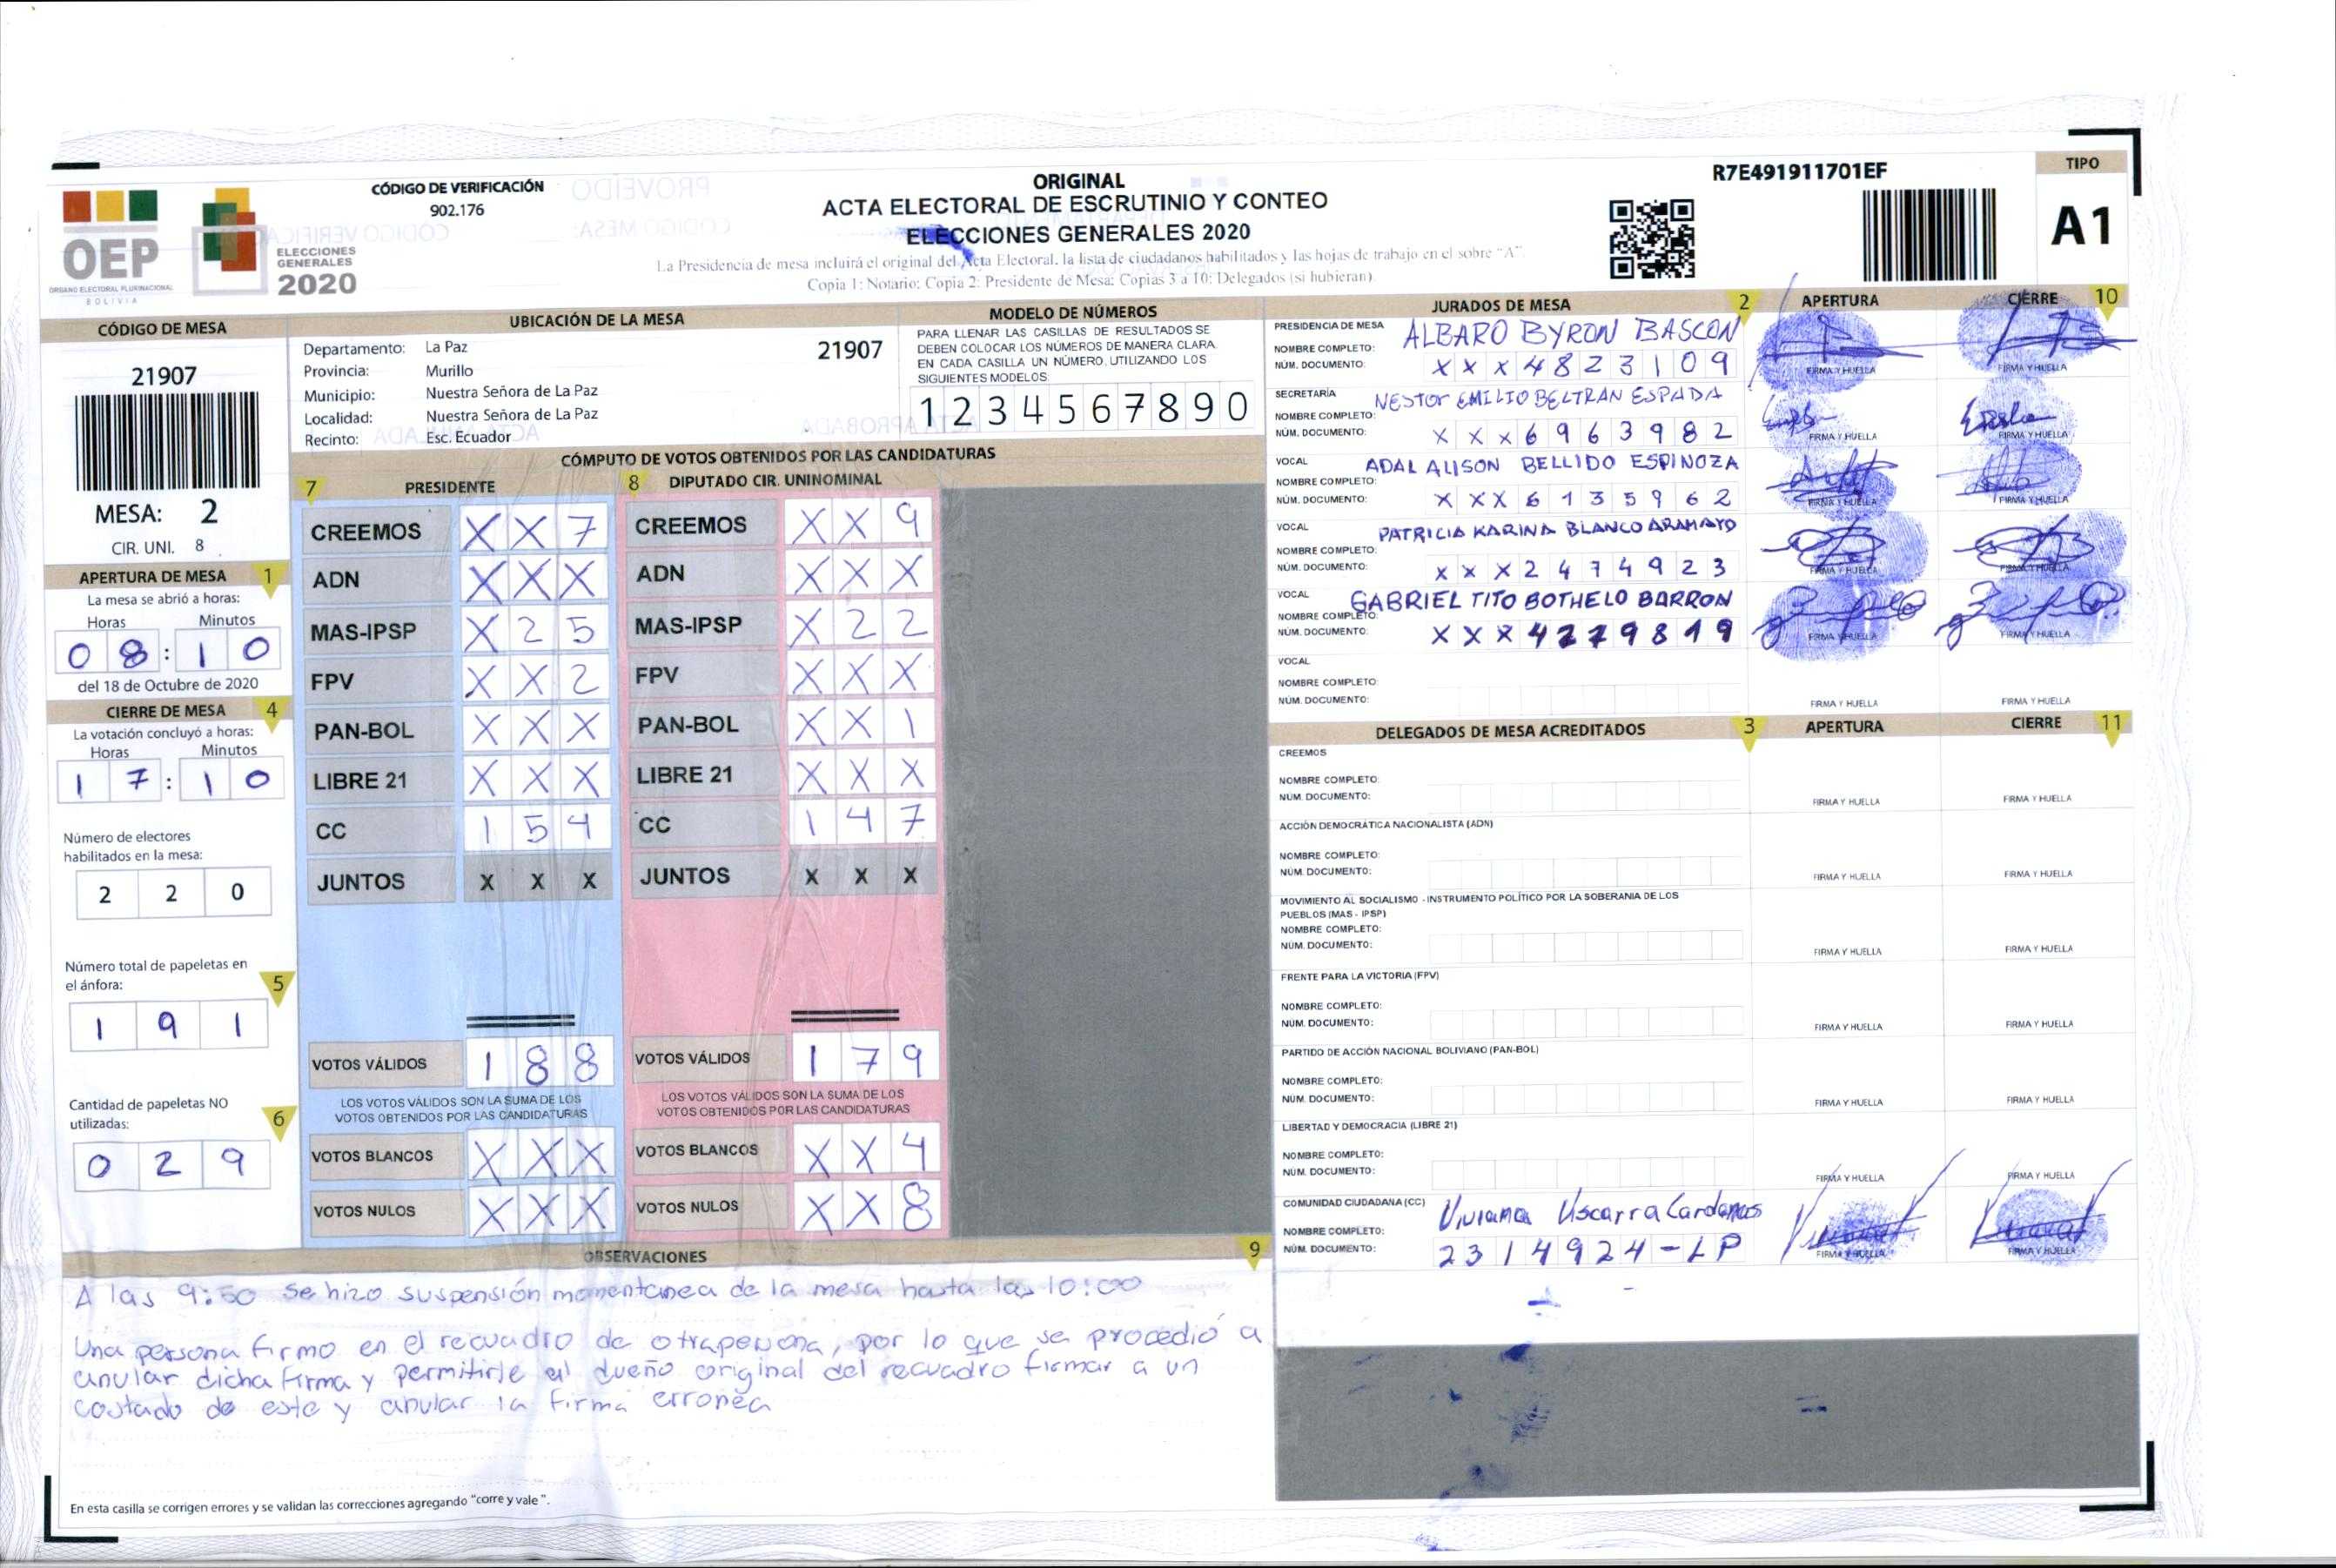 CÓDIGO DE VERIFICACIÓN
902.176
ORIGINAL
ACTA ELECTORAL DE ESCRUTINIO Y CONTEO
ELECCIONES GENERALES 2020
La Presidencia de mesa incluirá el original del Acta Electoral, la lista de ciudadanos habilitados y las hojas de trabajo en el sobre “A”.
Copia 1: Notario; Copia 2: Presidente de Mesa; Copias 3 a 10: Delegados (si hubieran)
R7E491911701EF
TIPO
A1
OEP
ÓRGANO ELECTORAL PLURINACIONAL
BOLIVIA
ELECCIONES
GENERALES
2020
CÓDIGO DE MESA
21907
MESA: 2
CIR. UNI. 8
APERTURA DE MESA 1
La mesa se abrió a horas:
Horas Minutos
0 8 : 1 0
del 18 de Octubre de 2020
CIERRE DE MESA 4
La votación concluyó a horas:
Horas Minutos
1 7 : 1 0
Número de electores
habilitados en la mesa:
2 2 0
Número total de papeletas en
el ánfora: 5
1 9 1
Cantidad de papeletas NO
utilizadas: 6
0 2 9
UBICACIÓN DE LA MESA
Departamento: La Paz 21907
Provincia: Murillo
Municipio: Nuestra Señora de La Paz
Localidad: Nuestra Señora de La Paz
Recinto: Esc. Ecuador
MODELO DE NÚMEROS
PARA LLENAR LAS CASILLAS DE RESULTADOS SE
DEBEN COLOCAR LOS NÚMEROS DE MANERA CLARA
EN CADA CASILLA UN NÚMERO, UTILIZANDO LOS
SIGUIENTES MODELOS:
1 2 3 4 5 6 7 8 9 0
CÓMPUTO DE VOTOS OBTENIDOS POR LAS CANDIDATURAS
7 PRESIDENTE
CREEMOS X X 7
ADN X X X
MAS-IPSP X 2 5
FPV X X 2
PAN-BOL X X X
LIBRE 21 X X X
CC 1 5 4
JUNTOS X X X
VOTOS VÁLIDOS 1 8 8
LOS VOTOS VÁLIDOS SON LA SUMA DE LOS
VOTOS OBTENIDOS POR LAS CANDIDATURAS
VOTOS BLANCOS X X X
VOTOS NULOS X X X
8 DIPUTADO CIR. UNINOMINAL
CREEMOS X X 9
ADN X X X
MAS-IPSP X 2 2
FPV X X X
PAN-BOL X X 1
LIBRE 21 X X X
CC 1 4 7
JUNTOS X X X
VOTOS VÁLIDOS 1 7 9
LOS VOTOS VÁLIDOS SON LA SUMA DE LOS
VOTOS OBTENIDOS POR LAS CANDIDATURAS
VOTOS BLANCOS X X 4
VOTOS NULOS X X 8
OBSERVACIONES 9
A las 9:50 se hizo suspensión momentanea de la mesa hasta las 10:00
Una persona firmo en el recuadro de otra persona, por lo que se procedió a
anular dicha firma y permitirle al dueño original del recuadro firmar a un
costado de este y anular la firma erronea
En esta casilla se corrigen errores y se validan las correcciones agregando “corre y vale”.
JURADOS DE MESA 2 APERTURA CIERRE 10
PRESIDENCIA DE MESA
NOMBRE COMPLETO: ALBARO BYRON BASCON
NÚM. DOCUMENTO: X X X 4 8 2 3 1 0 9
FIRMA Y HUELLA FIRMA Y HUELLA
SECRETARÍA
NOMBRE COMPLETO: NESTOR EMILIO BELTRAN ESPADA
NÚM. DOCUMENTO: X X X 6 9 6 3 9 8 2
FIRMA Y HUELLA FIRMA Y HUELLA
VOCAL
NOMBRE COMPLETO: ADAL ALISON BELLIDO ESPINOZA
NÚM. DOCUMENTO: X X X 6 1 3 5 9 6 2
FIRMA Y HUELLA FIRMA Y HUELLA
VOCAL
NOMBRE COMPLETO: PATRICIA KARINA BLANCO ARAMAYO
NÚM. DOCUMENTO: X X X 2 4 7 4 9 2 3
FIRMA Y HUELLA FIRMA Y HUELLA
VOCAL
NOMBRE COMPLETO: GABRIEL TITO BOTHELO BARRON
NÚM. DOCUMENTO: X X X 4 2 7 9 8 1 9
FIRMA Y HUELLA FIRMA Y HUELLA
VOCAL
NOMBRE COMPLETO:
NÚM. DOCUMENTO:
FIRMA Y HUELLA FIRMA Y HUELLA
DELEGADOS DE MESA ACREDITADOS 3 APERTURA CIERRE 11
CREEMOS
NOMBRE COMPLETO:
NÚM. DOCUMENTO:
FIRMA Y HUELLA FIRMA Y HUELLA
ACCIÓN DEMOCRÁTICA NACIONALISTA (ADN)
NOMBRE COMPLETO:
NÚM. DOCUMENTO:
FIRMA Y HUELLA FIRMA Y HUELLA
MOVIMIENTO AL SOCIALISMO - INSTRUMENTO POLÍTICO POR LA SOBERANIA DE LOS
PUEBLOS (MAS - IPSP)
NOMBRE COMPLETO:
NÚM. DOCUMENTO:
FIRMA Y HUELLA FIRMA Y HUELLA
FRENTE PARA LA VICTORIA (FPV)
NOMBRE COMPLETO:
NÚM. DOCUMENTO:
FIRMA Y HUELLA FIRMA Y HUELLA
PARTIDO DE ACCIÓN NACIONAL BOLIVIANO (PAN-BOL)
NOMBRE COMPLETO:
NÚM. DOCUMENTO:
FIRMA Y HUELLA FIRMA Y HUELLA
LIBERTAD Y DEMOCRACIA (LIBRE 21)
NOMBRE COMPLETO:
NÚM. DOCUMENTO:
FIRMA Y HUELLA FIRMA Y HUELLA
COMUNIDAD CIUDADANA (CC)
NOMBRE COMPLETO: Viviana Uscarra Cardenas
NÚM. DOCUMENTO: 2 3 1 4 9 2 4 - L P
FIRMA Y HUELLA FIRMA Y HUELLA